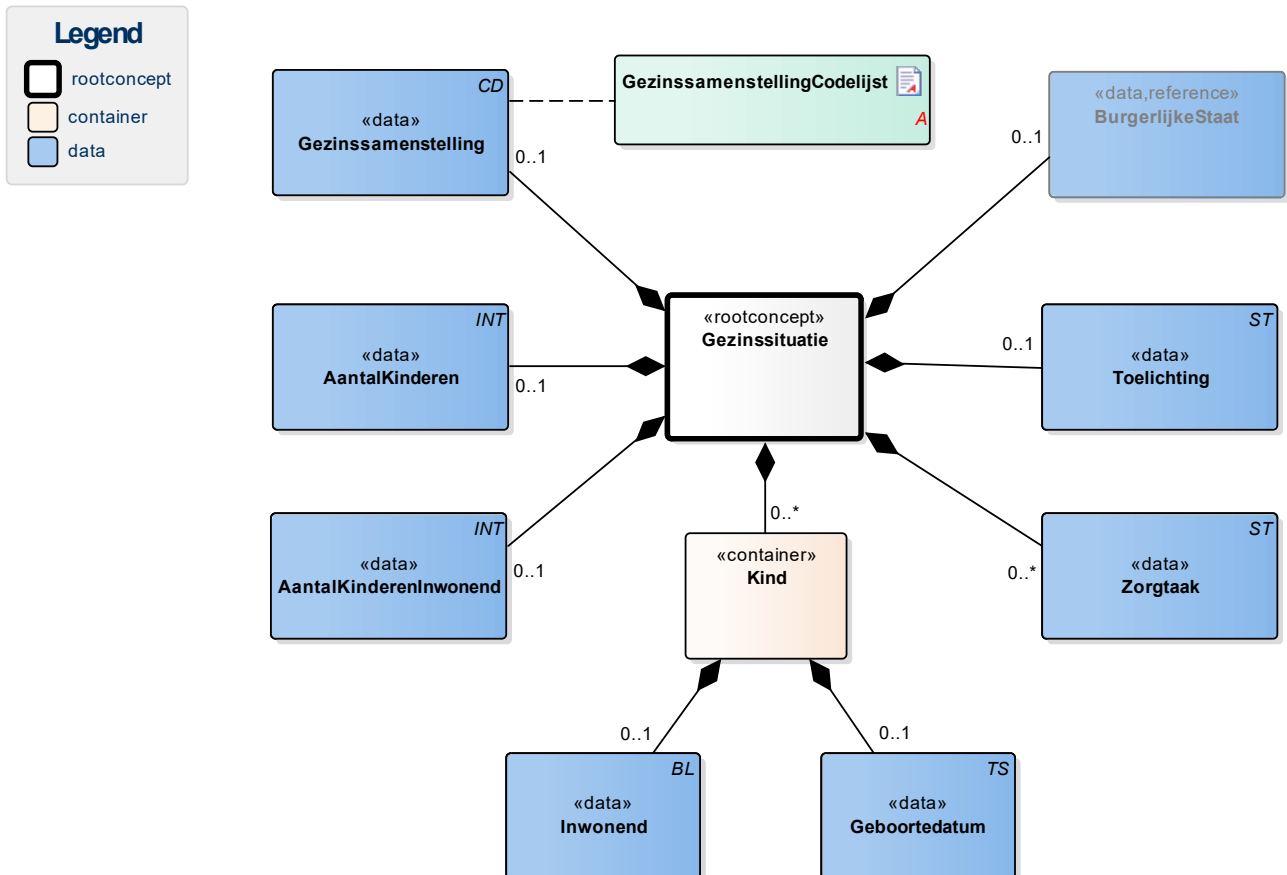 Legend
rootconcept
container
data
CD
«data»
Gezinssamenstelling
0..1
GezinssamenstellingCodelijst
A
«data,reference»
BurgerlijkeStaat
0..1
INT
«data»
AantalKinderen
0..1
«rootconcept»
Gezinssituatie
ST
«data»
Toelichting
0..1
INT
«data»
AantalKinderenInwonend
0..1
0..*
«container»
Kind
ST
«data»
Zorgtaak
0..*
0..1
BL
«data»
Inwonend
0..1
TS
«data»
Geboortedatum